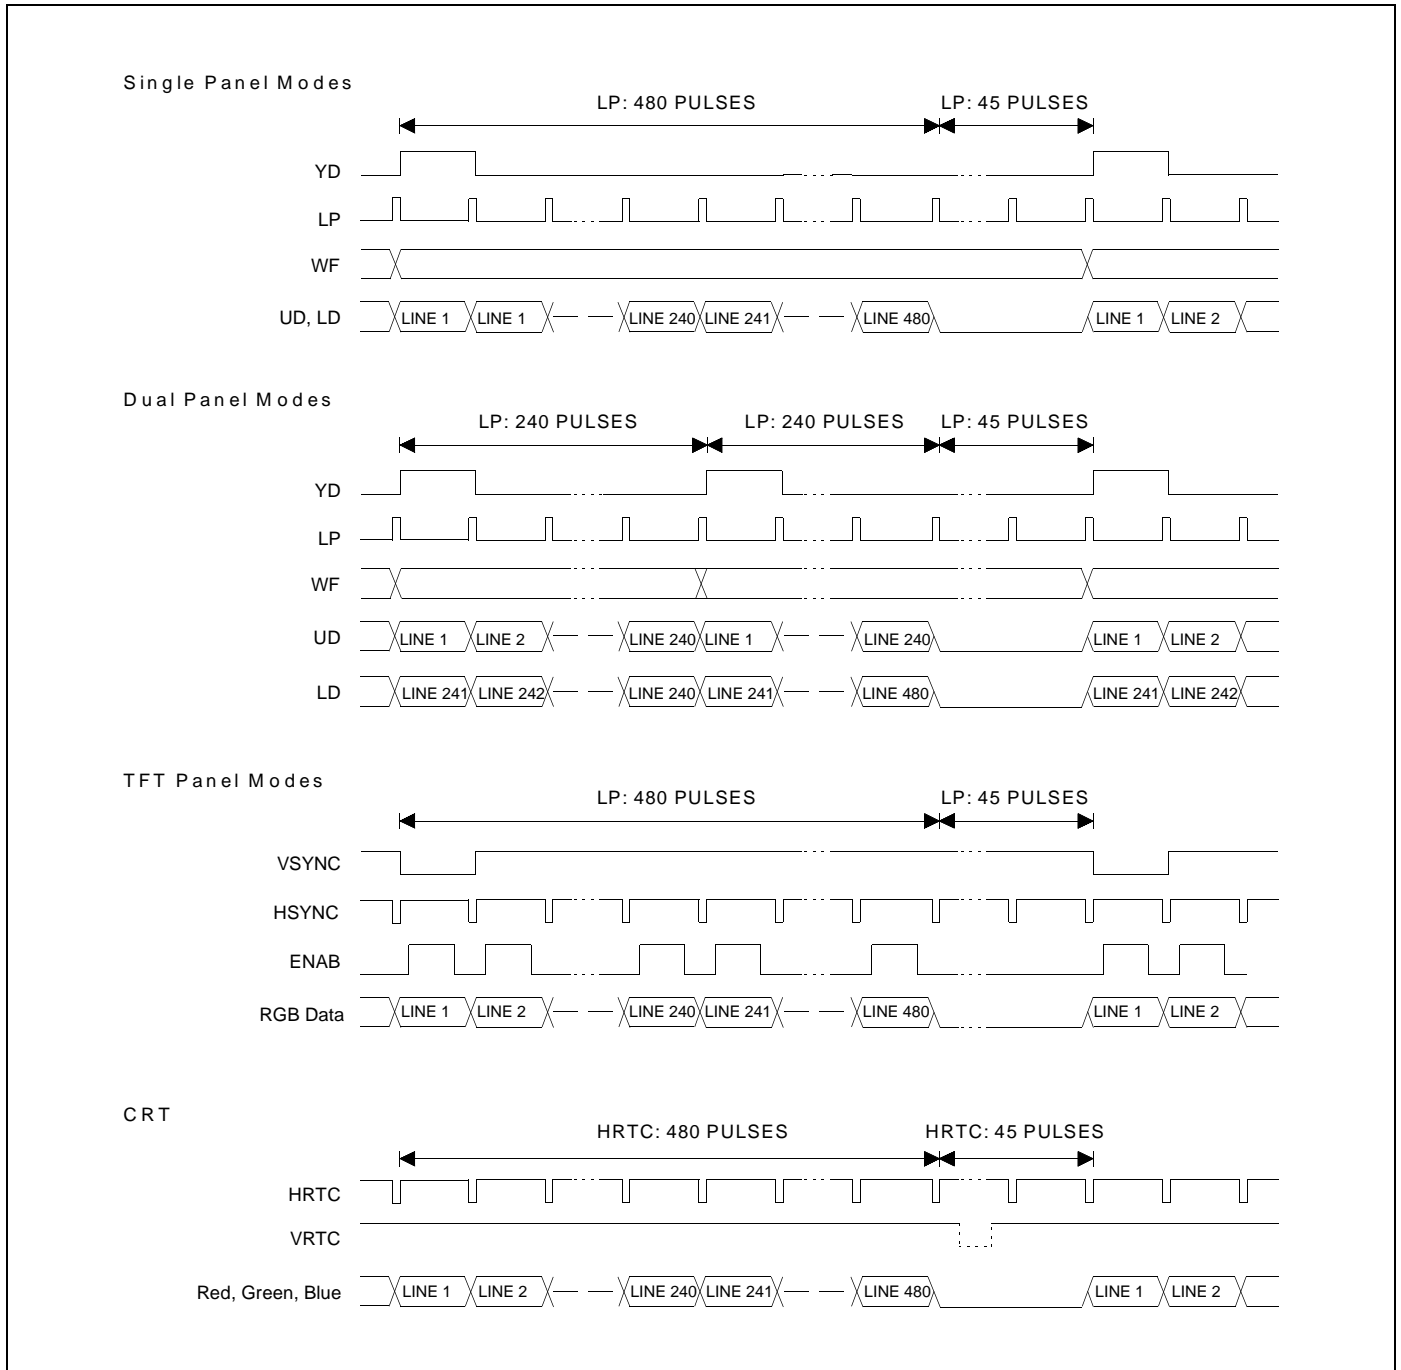 Single Panel Modes
LP: 480 PULSES LP: 45 PULSES
YD
LP
WF
UD, LD LINE 1 LINE 1 LINE 240 LINE 241 LINE 480 LINE 1 LINE 2
Dual Panel Modes
LP: 240 PULSES LP: 240 PULSES LP: 45 PULSES
YD
LP
WF
UD LINE 1 LINE 2 LINE 240 LINE 1 LINE 240 LINE 1 LINE 2
LD LINE 241 LINE 242 LINE 240 LINE 241 LINE 480 LINE 241 LINE 242
TFT Panel Modes
LP: 480 PULSES LP: 45 PULSES
VSYNC
HSYNC
ENAB
RGB Data LINE 1 LINE 2 LINE 240 LINE 241 LINE 480 LINE 1 LINE 2
CRT
HRTC: 480 PULSES HRTC: 45 PULSES
HRTC
VRTC
Red, Green, Blue LINE 1 LINE 2 LINE 240 LINE 241 LINE 480 LINE 1 LINE 2